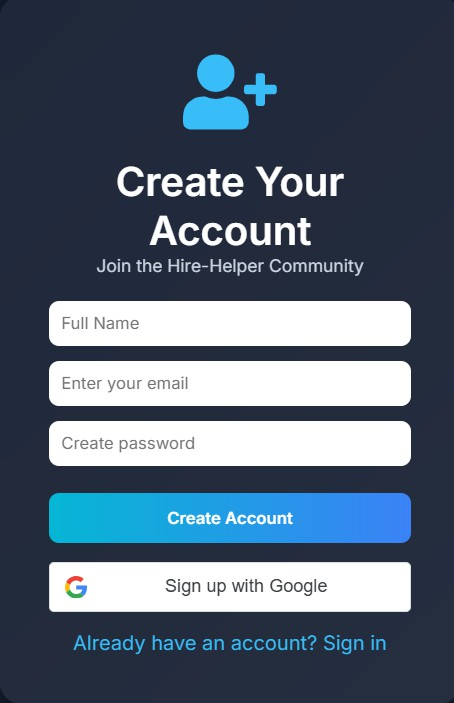 Create Your
Account
Join the Hire-Helper Community
Full Name
Enter your email
Create password
Create Account
Sign up with Google
Already have an account? Sign in